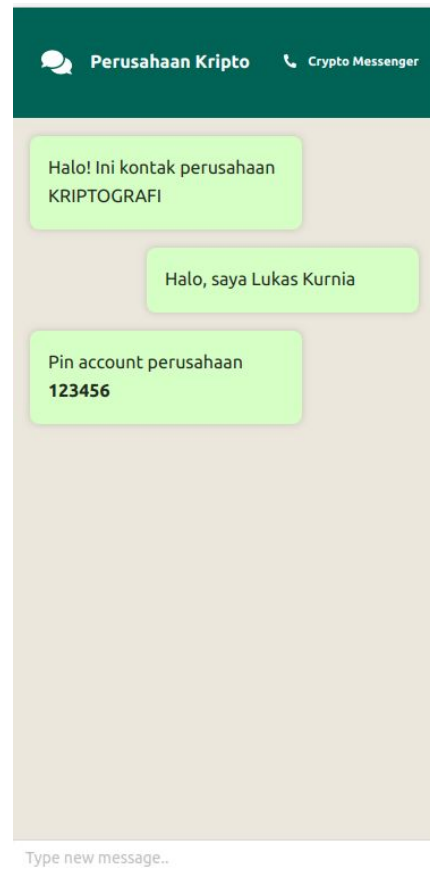 Perusahaan Kripto
Crypto Messenger
Halo! Ini kontak perusahaan
KRIPTOGRAFI
Halo, saya Lukas Kurnia
Pin account perusahaan
123456
Type new message..